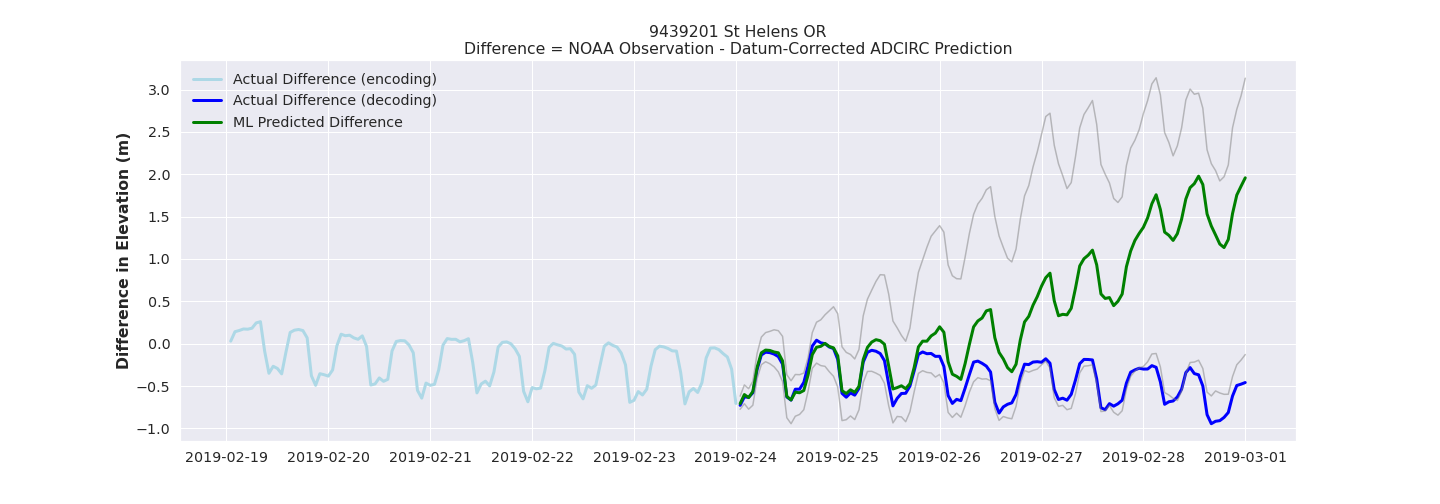 9439201 St Helens OR
Difference = NOAA Observation - Datum-Corrected ADCIRC Prediction
Actual Difference (encoding)
Actual Difference (decoding)
ML Predicted Difference
Difference in Elevation (m)
3.0
2.5
2.0
1.5
1.0
0.5
0.0
−0.5
−1.0
2019-02-19 2019-02-20 2019-02-21 2019-02-22 2019-02-23 2019-02-24 2019-02-25 2019-02-26 2019-02-27 2019-02-28 2019-03-01